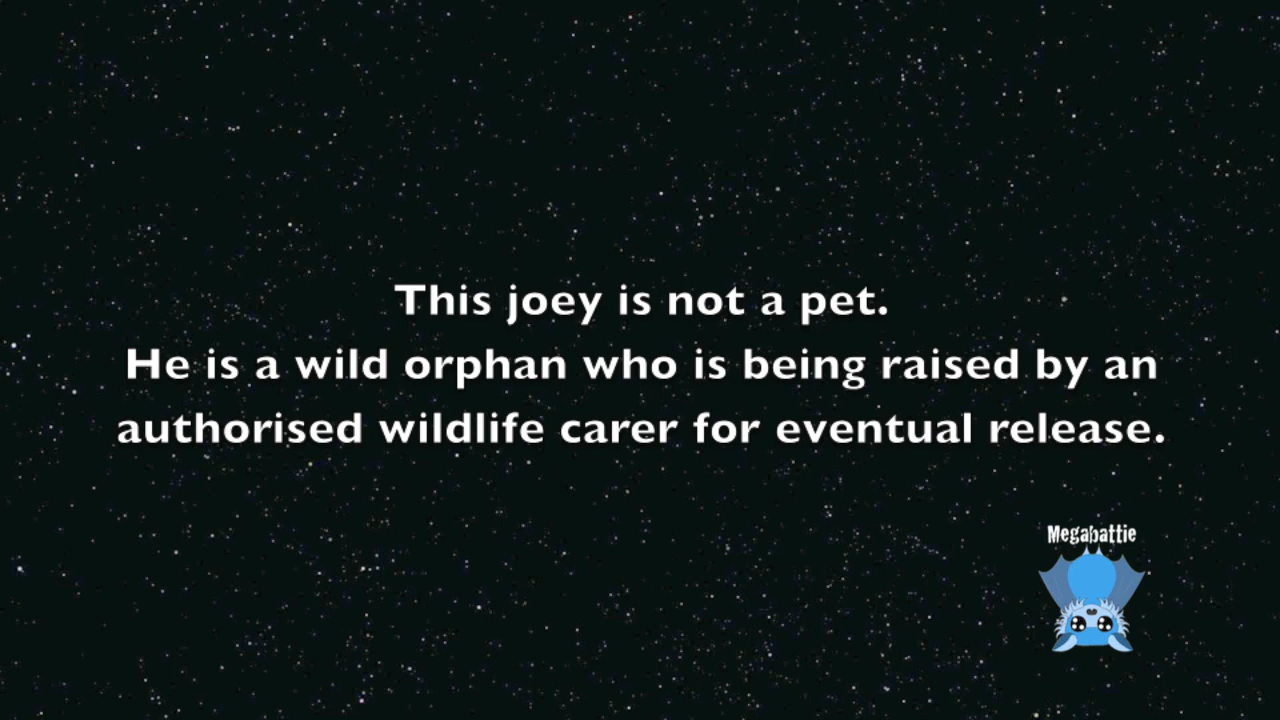 This joey is not a pet.
He is a wild orphan who is being raised by an
authorised wildlife carer for eventual release.
Megabattie